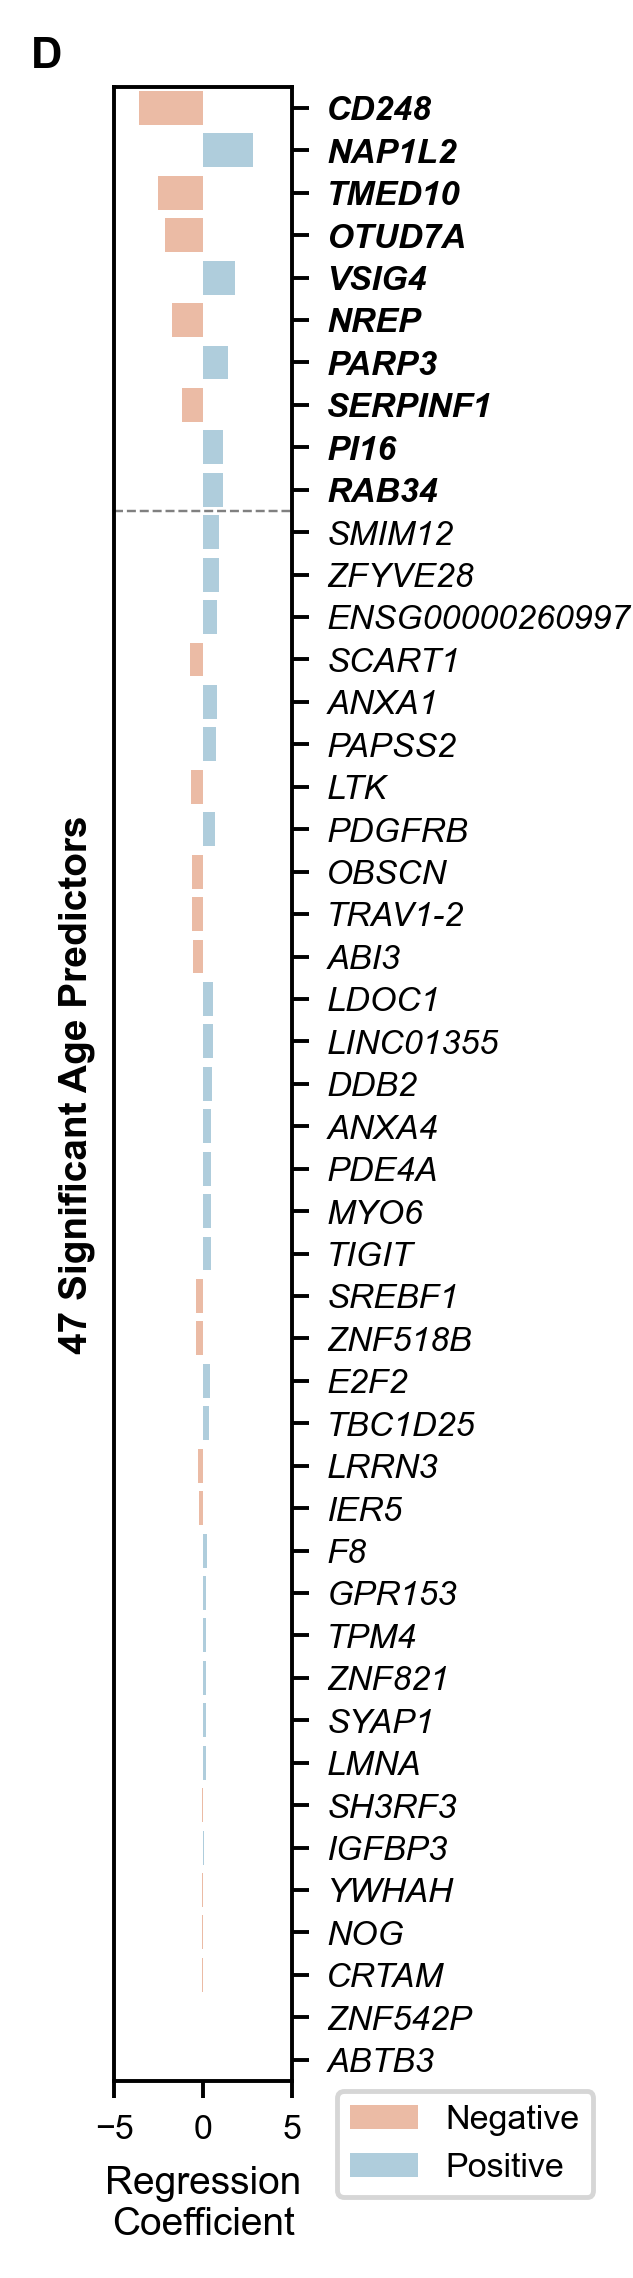 D
CD248
NAP1L2
TMED10
OTUD7A
VSIG4
NREP
PARP3
SERPINF1
PI16
RAB34
SMIM12
ZFYVE28
ENSG00000260997
SCART1
ANXA1
PAPSS2
LTK
PDGFRB
OBSCN
TRAV1-2
ABI3
LDOC1
LINC01355
DDB2
ANXA4
PDE4A
MYO6
TIGIT
SREBF1
ZNF518B
E2F2
TBC1D25
LRRN3
IER5
F8
GPR153
TPM4
ZNF821
SYAP1
LMNA
SH3RF3
IGFBP3
YWHAH
NOG
CRTAM
ZNF542P
ABTB3
47 Significant Age Predictors
−5 0 5
Regression
Coefficient
Negative
Positive